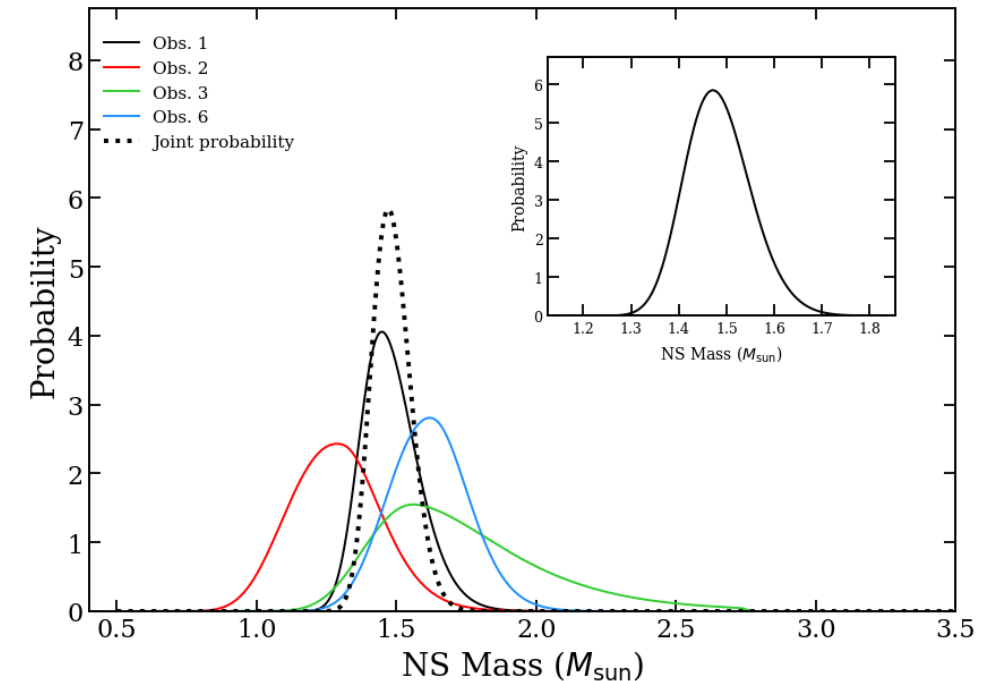 Obs. 1
Obs. 2
Obs. 3
Obs. 6
Joint probability
Probability
8
7
6
5
4
3
2
1
0
0.5 1.0 1.5 2.0 2.5 3.0 3.5
NS Mass (Msun)
Probability
6
5
4
3
2
1
0
1.2 1.3 1.4 1.5 1.6 1.7 1.8
NS Mass (Msun)